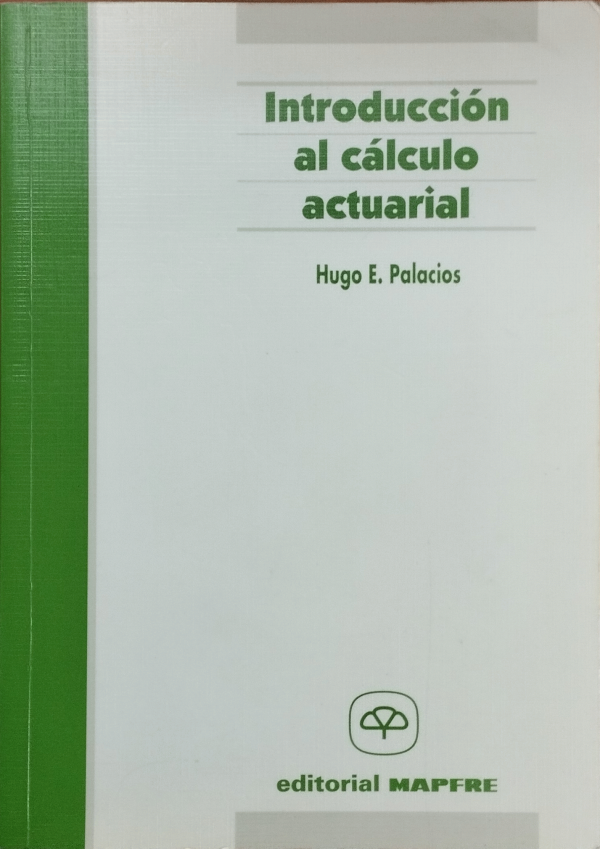 Introducción
al cálculo
actuarial
Hugo E. Palacios
editorial MAPFRE